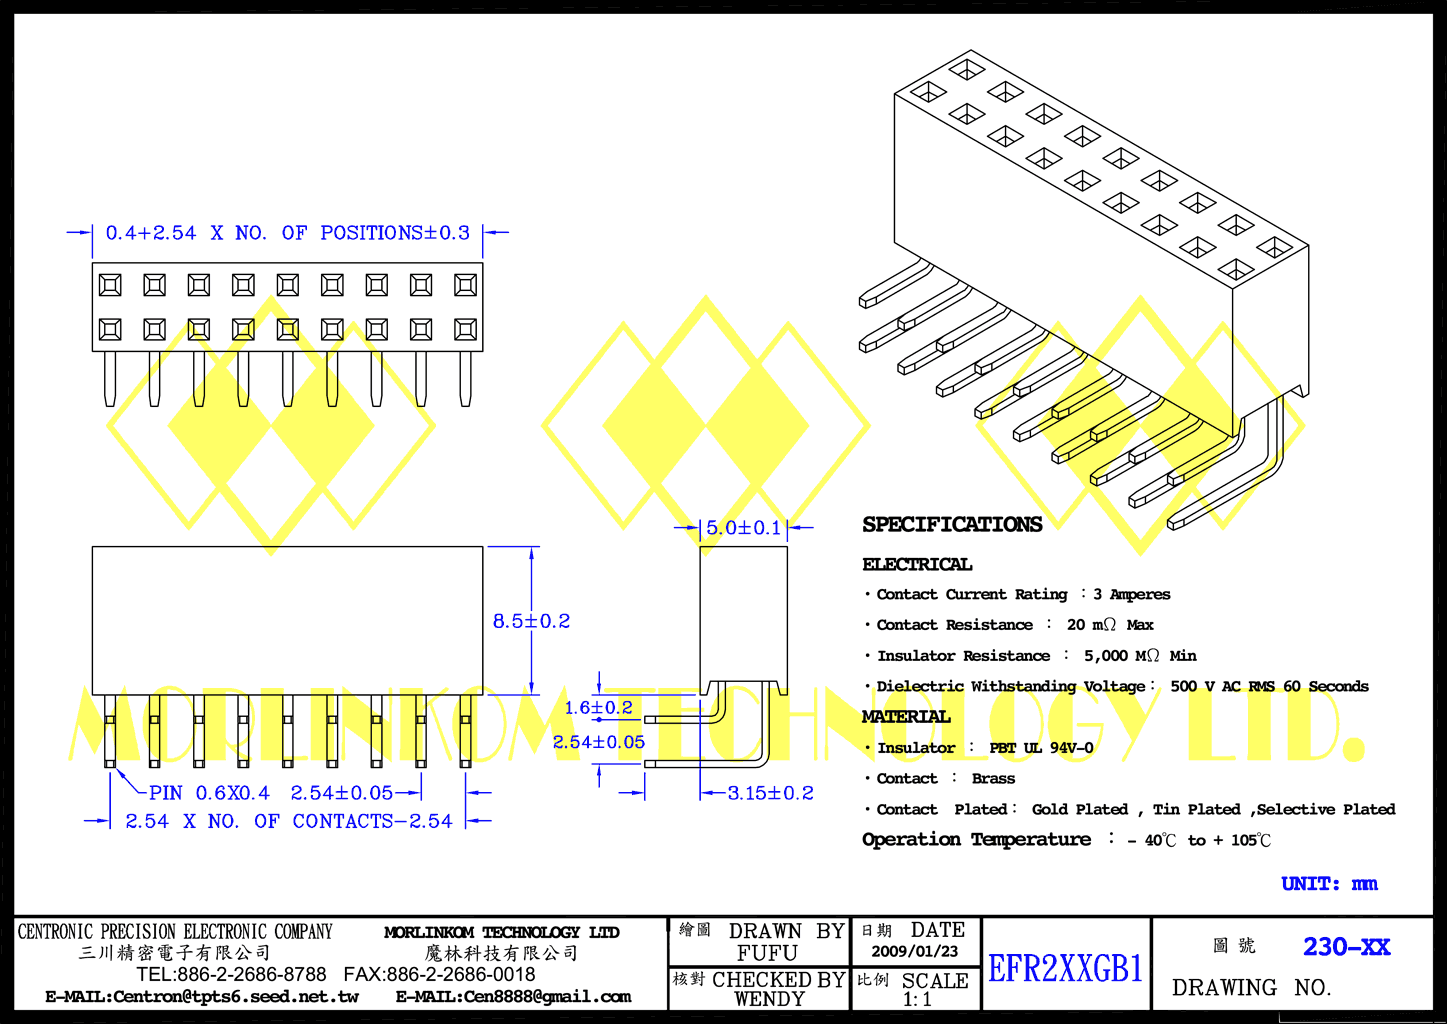 0.4+2.54 X NO. OF POSITIONS±0.3
5.0±0.1
8.5±0.2
1.6±0.2
2.54±0.05
3.15±0.2
PIN 0.6X0.4
2.54±0.05
2.54 X NO. OF CONTACTS-2.54
MORLINKOM TECHNOLOGY LTD.
SPECIFICATIONS
ELECTRICAL
· Contact Current Rating : 3 Amperes
· Contact Resistance : 20 mΩ Max
· Insulator Resistance : 5,000 MΩ Min
· Dielectric Withstanding Voltage : 500 V AC RMS 60 Seconds
MATERIAL
· Insulator : PBT UL 94V-0
· Contact : Brass
· Contact Plated : Gold Plated , Tin Plated ,Selective Plated
Operation Temperature : - 40℃ to + 105℃
UNIT: mm
CENTRONIC PRECISION ELECTRONIC COMPANY
MORLINKOM TECHNOLOGY LTD
三川精密電子有限公司
魔林科技有限公司
TEL:886-2-2686-8788 FAX:886-2-2686-0018
E-MAIL:Centron@tpts6.seed.net.tw E-MAIL:Cen8888@gmail.com
繪圖 DRAWN BY
FUFU
核對 CHECKED BY
WENDY
日期 DATE
2009/01/23
比例 SCALE
1:1
EFR2XXGB1
圖號 230-XX
DRAWING NO.